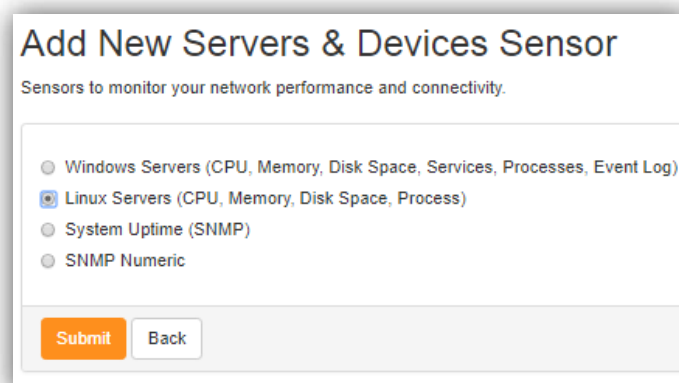 Add New Servers & Devices Sensor
Sensors to monitor your network performance and connectivity.
Windows Servers (CPU, Memory, Disk Space, Services, Processes, Event Log)
Linux Servers (CPU, Memory, Disk Space, Process)
System Uptime (SNMP)
SNMP Numeric
Submit Back